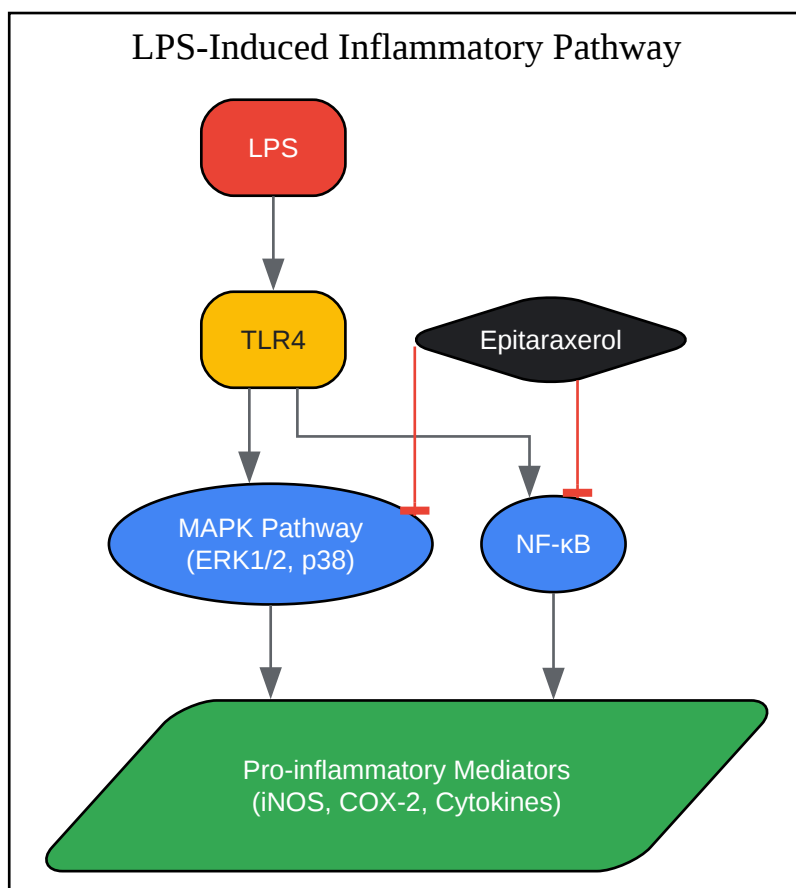 LPS-Induced Inflammatory Pathway
LPS
TLR4
Epitaraxerol
MAPK Pathway
(ERK1/2, p38)
NF-κB
Pro-inflammatory Mediators
(iNOS, COX-2, Cytokines)